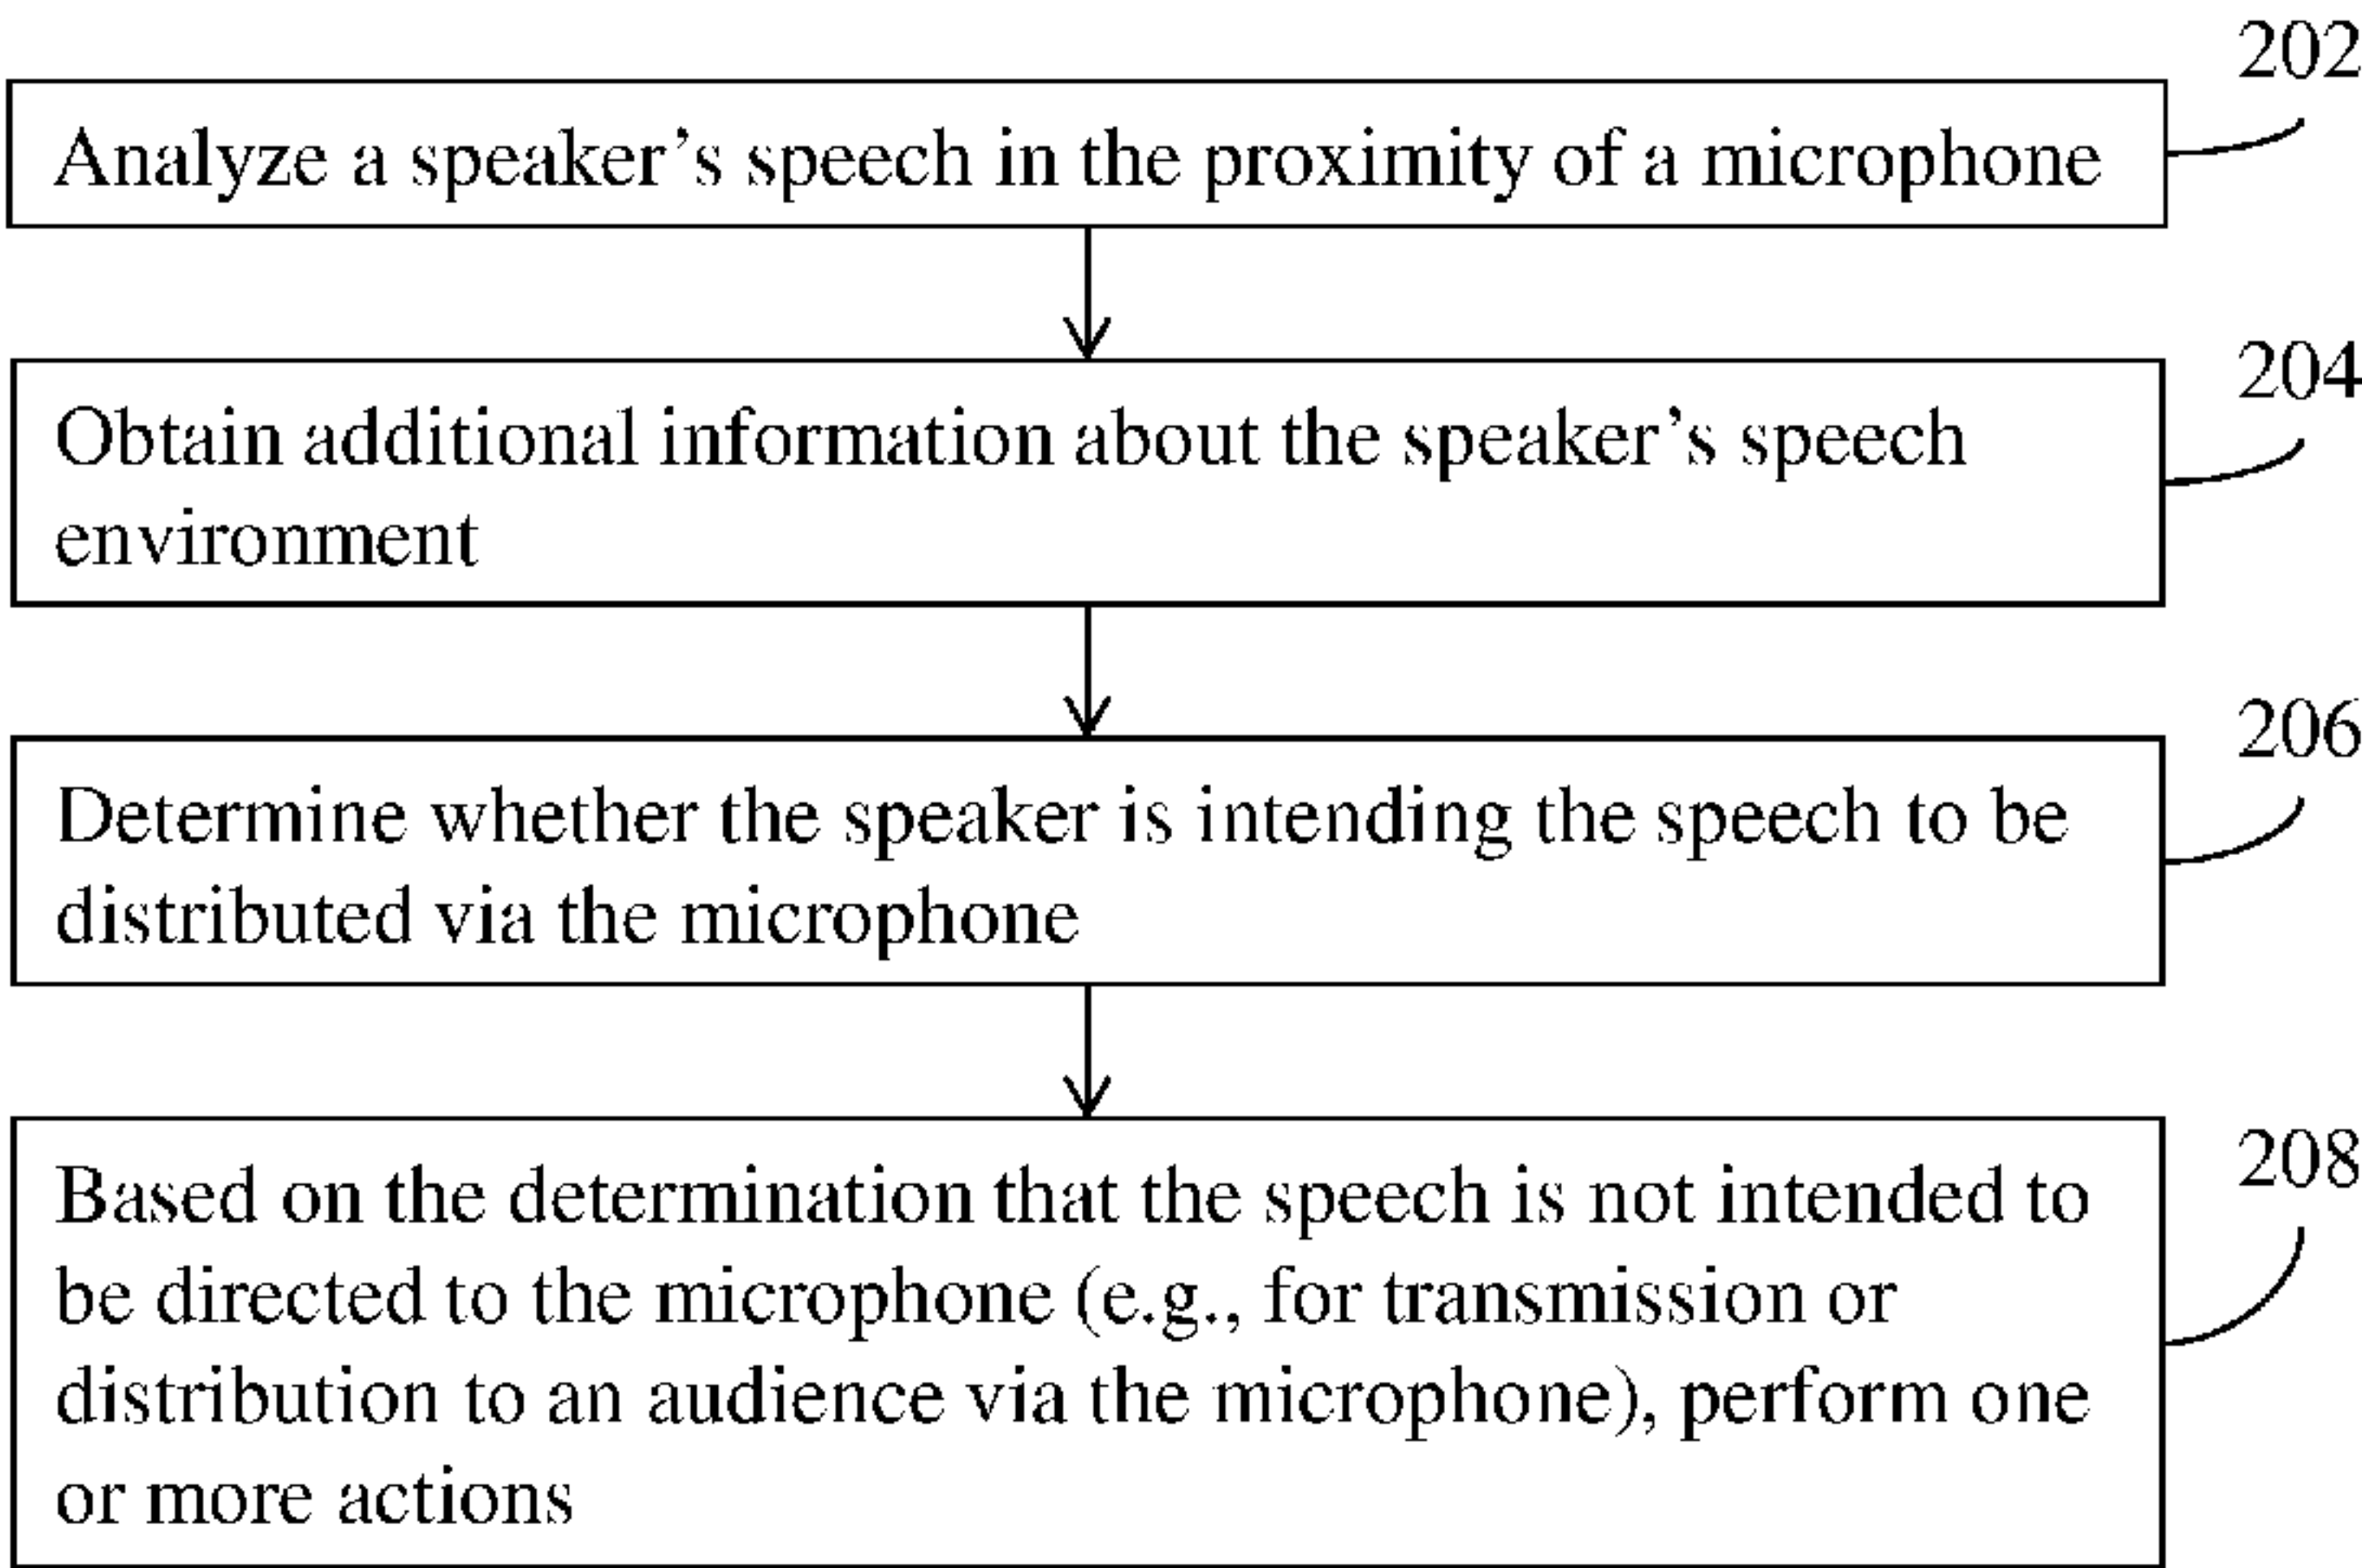 202
Analyze a speaker’s speech in the proximity of a microphone
204
Obtain additional information about the speaker’s speech
environment
206
Determine whether the speaker is intending the speech to be
distributed via the microphone
208
Based on the determination that the speech is not intended to
be directed to the microphone (e.g., for transmission or
distribution to an audience via the microphone), perform one
or more actions